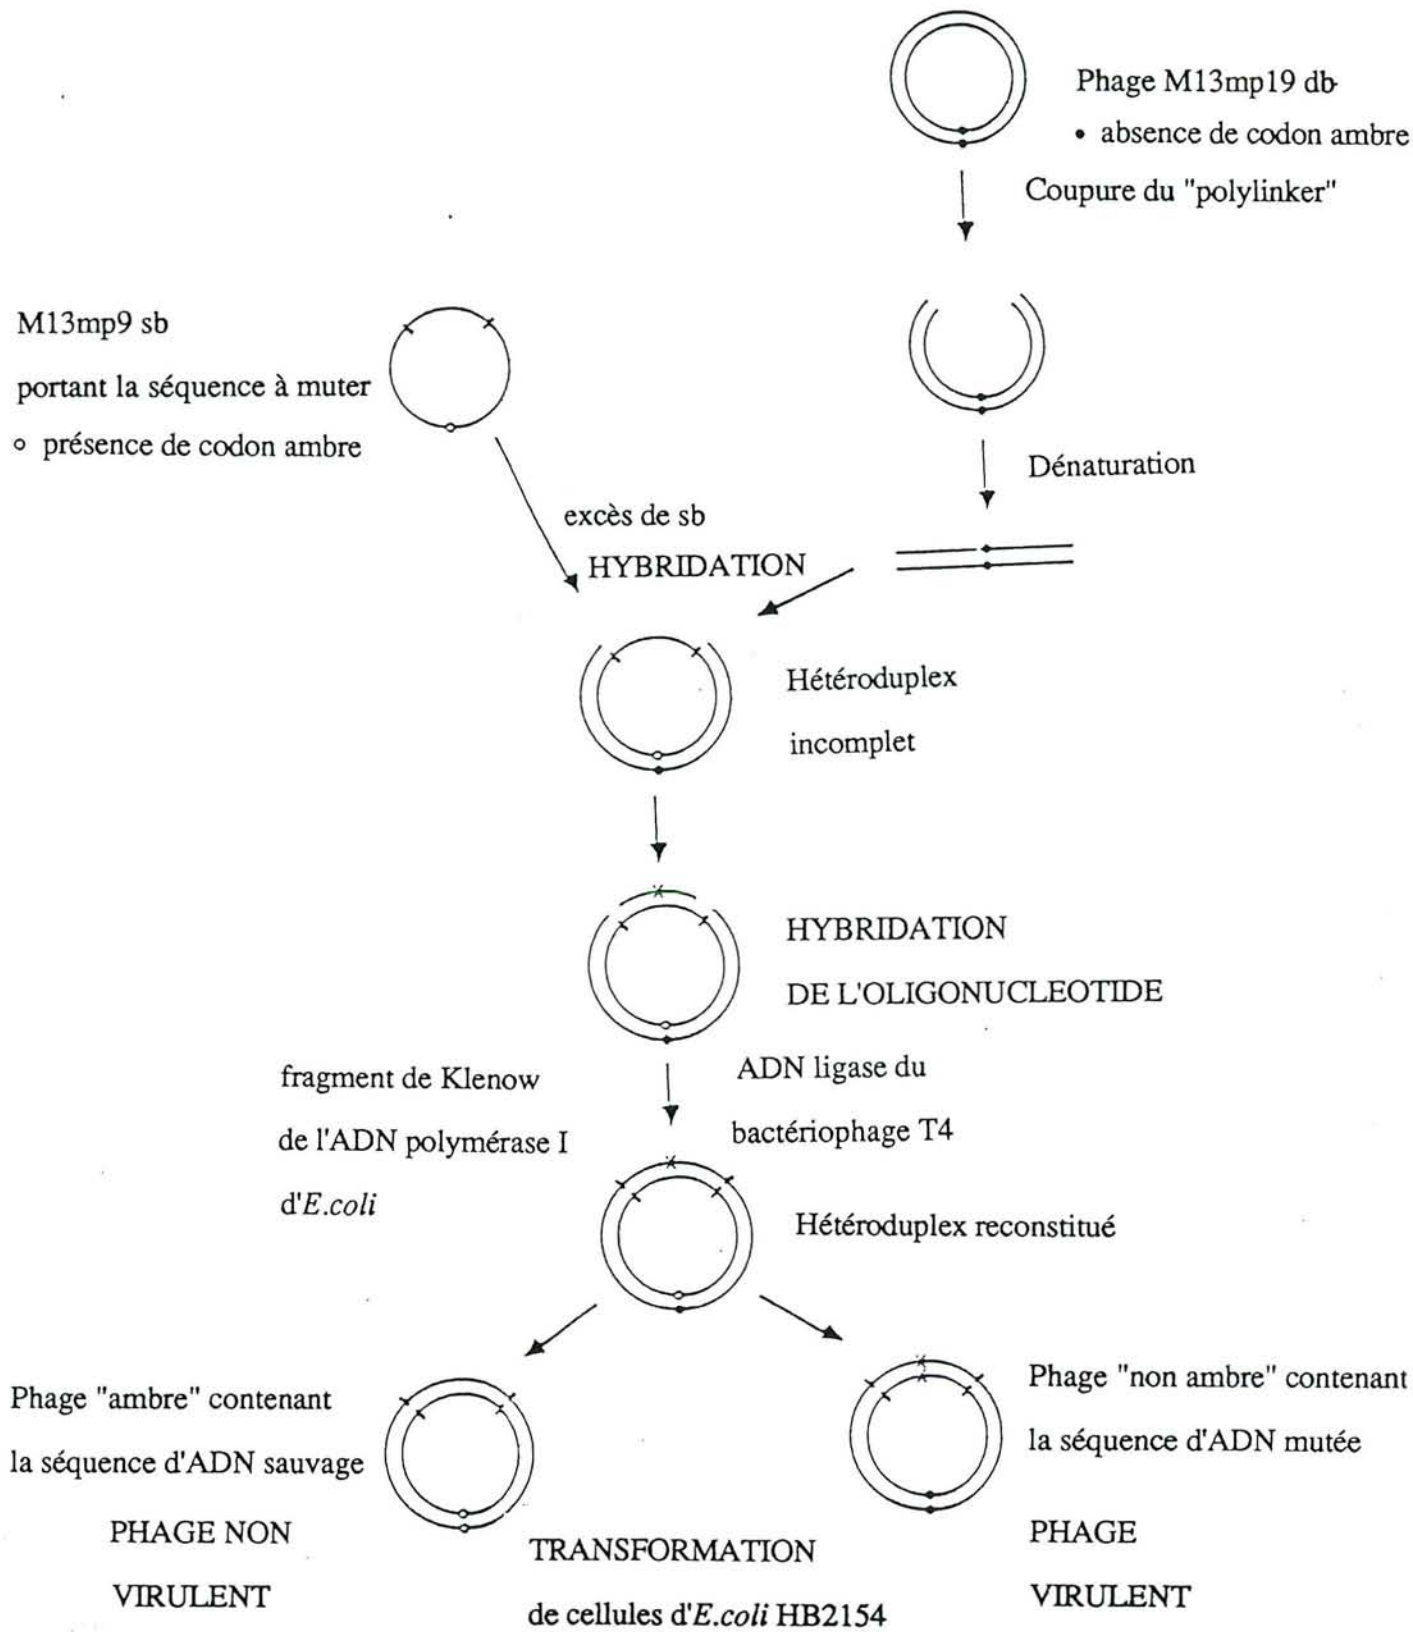 Phage M13mp19 db
• absence de codon ambre
Coupure du "polylinker"
M13mp9 sb
portant la séquence à muter
○ présence de codon ambre
Dénaturation
excès de sb
HYBRIDATION
Hétéroduplex
incomplet
HYBRIDATION
DE L'OLIGONUCLEOTIDE
fragment de Klenow
de l'ADN polymérase I
d'E.coli
ADN ligase du
bactériophage T4
Hétéroduplex reconstitué
Phage "ambre" contenant
la séquence d'ADN sauvage
PHAGE NON
VIRULENT
TRANSFORMATION
de cellules d'E.coli HB2154
Phage "non ambre" contenant
la séquence d'ADN mutée
PHAGE
VIRULENT